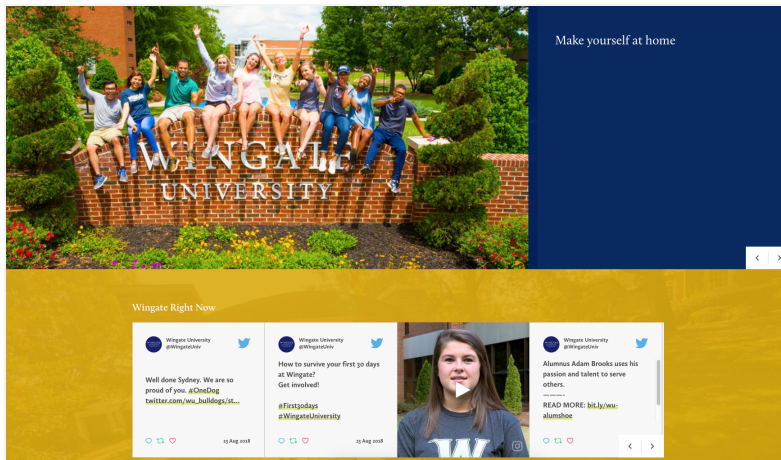 Make yourself at home
WINGATE
UNIVERSITY
Wingate Right Now
Wingate University
@WingateUniv
Well done Sydney. We are so
proud of you. #OneDog
twitter.com/wu_bulldogs/st...
15 Aug 2018
Wingate University
@WingateUniv
How to survive your first 30 days
at Wingate?
Get involved!
#First30days
#WingateUniversity
15 Aug 2018
W
Wingate University
@WingateUniv
Alumnus Adam Brooks uses his
passion and talent to serve
others.
————
READ MORE: bit.ly/wu-
alumshoe